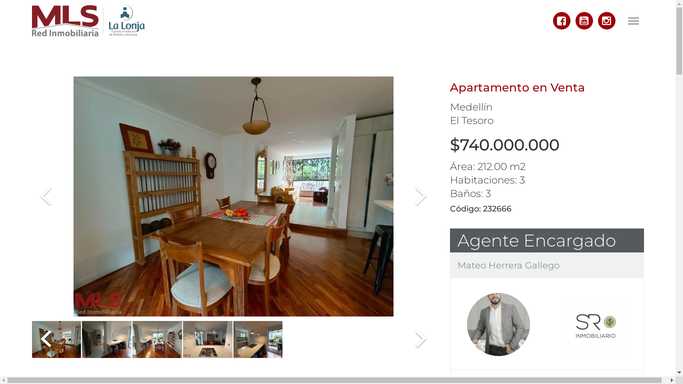 MLS
Red Inmobiliaria
La Lonja
Apartamento en Venta
Medellín
El Tesoro
$740.000.000
Área: 212.00 m2
Habitaciones: 3
Baños: 3
Código: 232666
Agente Encargado
Mateo Herrera Gallego
MLS
Red Inmobiliaria
SR
INMOBILIARIO